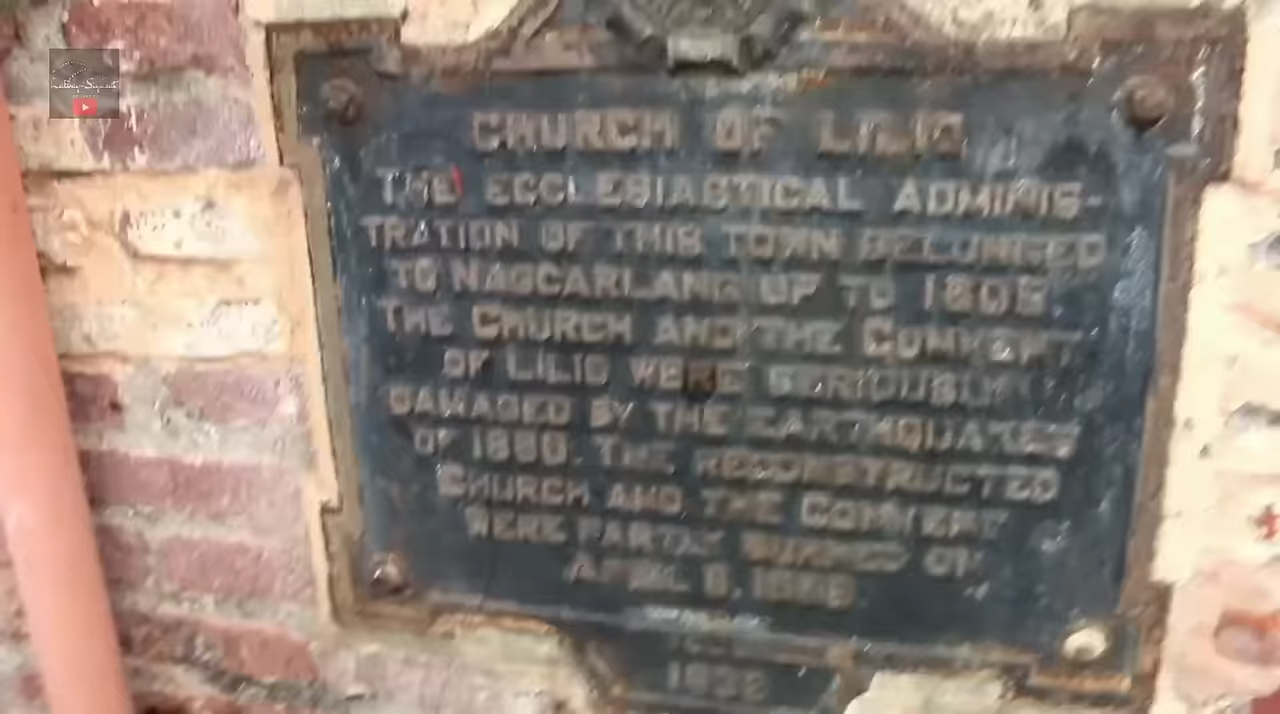 CHURCH OF LILIO
THE ECCLESIASTICAL ADMINIS-
TRATION OF THIS TOWN BELONGED
TO NAGCARLANG UP TO 1605.
THE CHURCH AND THE CONVENT
OF LILIO WERE SERIOUSLY
DAMAGED BY THE EARTHQUAKES
OF 1880. THE RECONSTRUCTED
CHURCH AND THE CONVENT
WERE PARTLY BURNED ON
APRIL 6, 1898